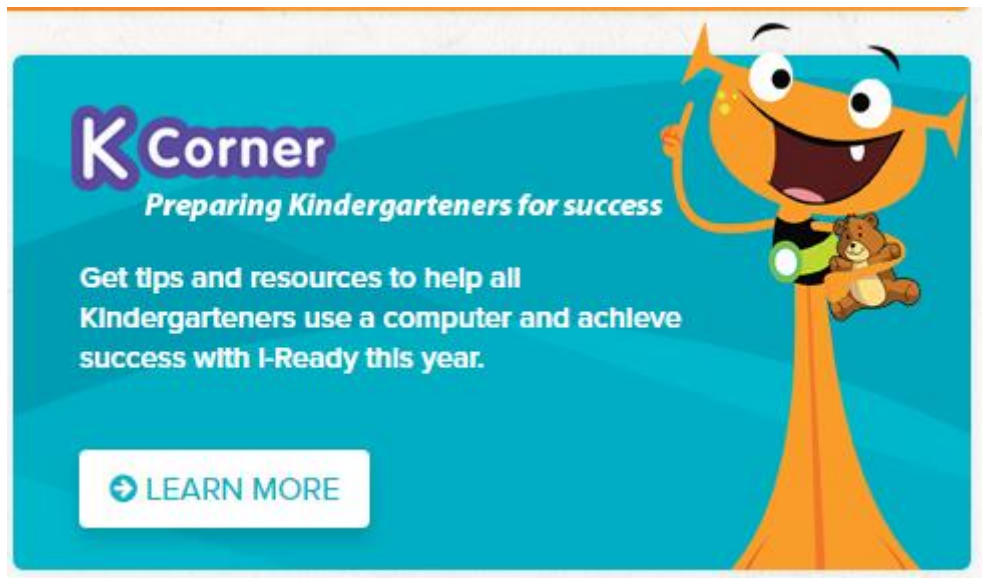 K Corner
Preparing Kindergarteners for success
Get tips and resources to help all
Kindergarteners use a computer and achieve
success with i-Ready this year.
LEARN MORE